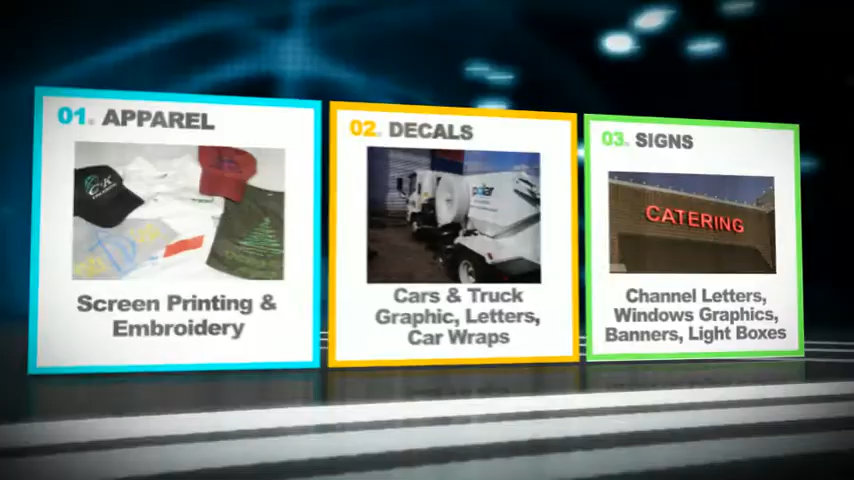 01. APPAREL
Screen Printing &
Embroidery
02. DECALS
polar
Cars & Truck
Graphic, Letters,
Car Wraps
03. SIGNS
CATERING
Channel Letters,
Windows Graphics,
Banners, Light Boxes